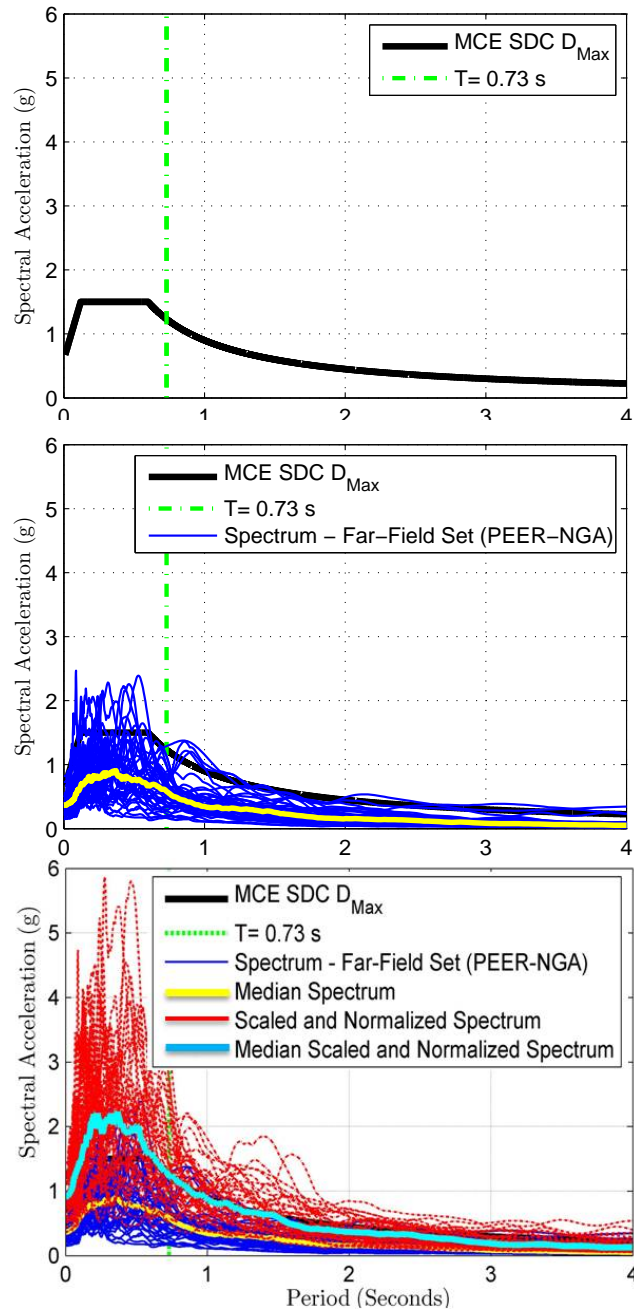 6
5
4
3
2
1
0
0 1 2 3 4
Spectral Acceleration (g)
MCE SDC D_Max
T= 0.73 s
6
5
4
3
2
1
0
0 1 2 3 4
Spectral Acceleration (g)
MCE SDC D_Max
T= 0.73 s
Spectrum – Far−Field Set (PEER−NGA)
6
5
4
3
2
1
0
0 1 2 3 4
Spectral Acceleration (g)
Period (Seconds)
MCE SDC D_Max
T= 0.73 s
Spectrum - Far-Field Set (PEER-NGA)
Median Spectrum
Scaled and Normalized Spectrum
Median Scaled and Normalized Spectrum